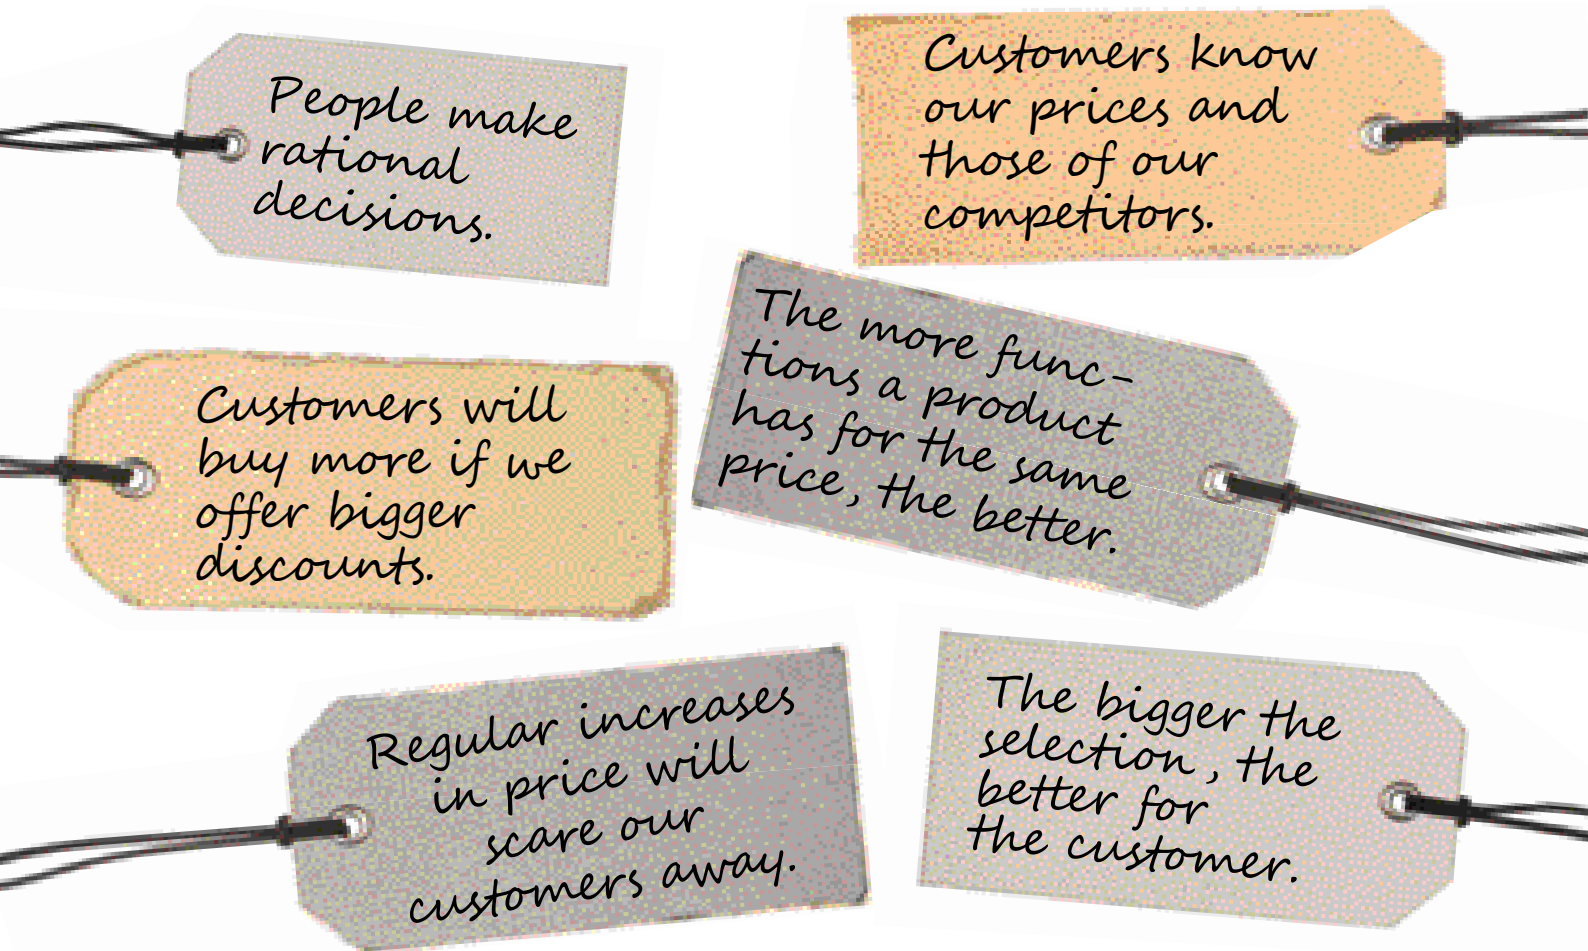 People make
rational
decisions.
Customers know
our prices and
those of our
competitors.
Customers will
buy more if we
offer bigger
discounts.
The more func-
tions a product
has for the same
price, the better.
Regular increases
in price will
scare our
customers away.
The bigger the
selection, the
better for
the customer.